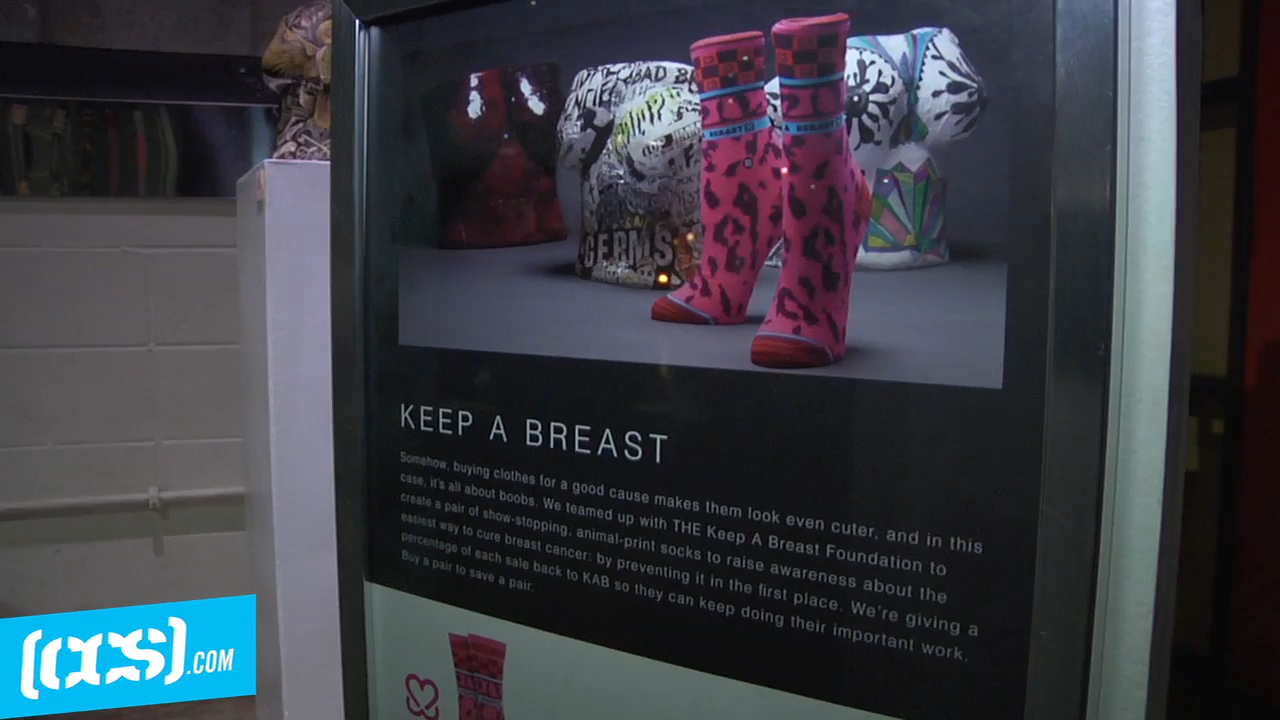 BAD
GERMS
A BREAST
A BREAST
KEEP A BREAST
Somehow, buying clothes for a good cause makes them look even cuter, and in this
case, it's all about boobs. We teamed up with THE Keep A Breast Foundation to
create a pair of show-stopping, animal-print socks to raise awareness about the
easiest way to cure breast cancer: by preventing it in the first place. We're giving a
percentage of each sale back to KAB so they can keep doing their important work.
Buy a pair to save a pair.
(ccs).COM